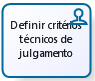 Definir critérios
técnicos de
julgamento